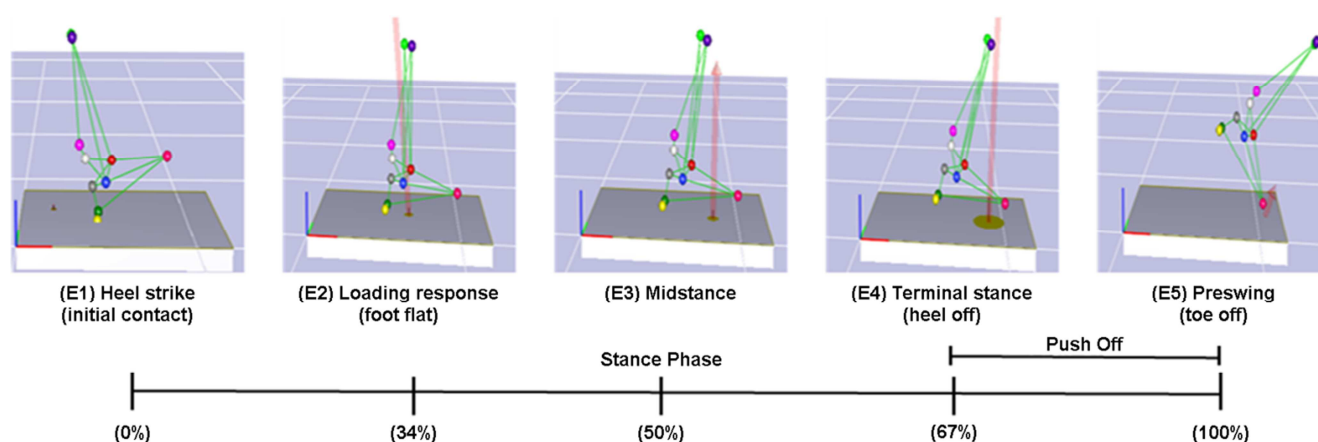 (E1) Heel strike
(initial contact)
(E2) Loading response
(foot flat)
(E3) Midstance
(E4) Terminal stance
(heel off)
(E5) Preswing
(toe off)
Push Off
Stance Phase
(0%)
(34%)
(50%)
(67%)
(100%)